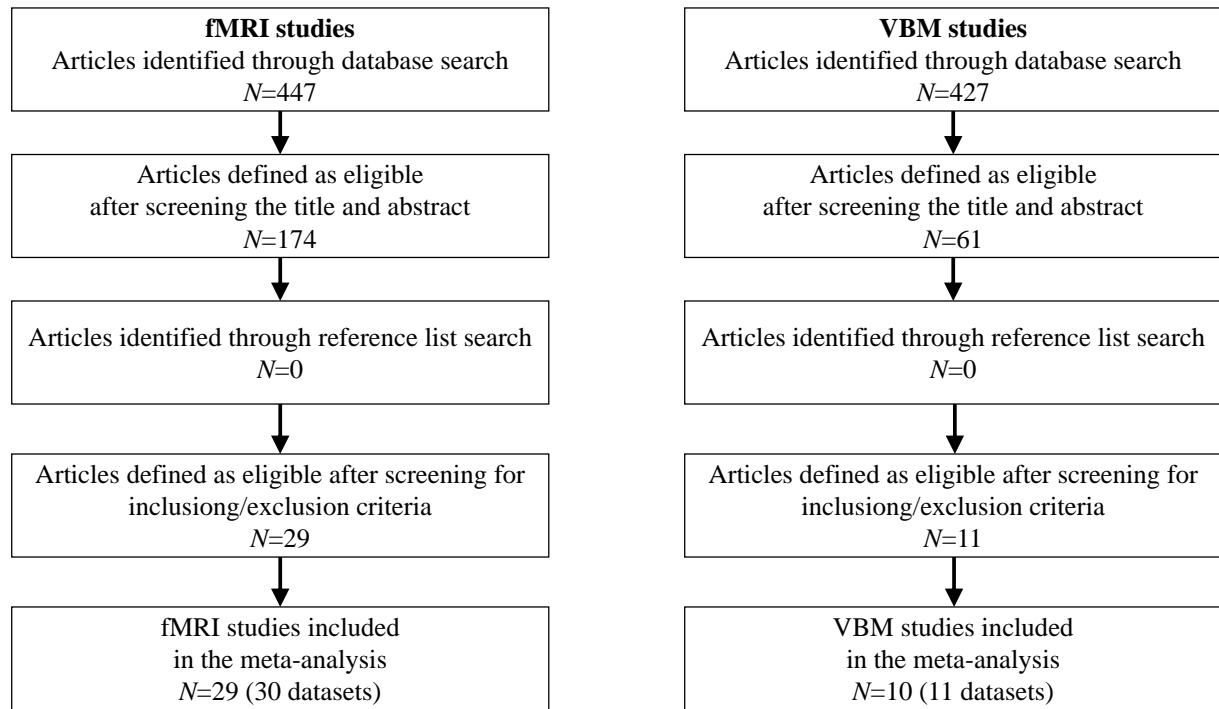 fMRI studies
Articles identified through database search
N=447
Articles defined as eligible
after screening the title and abstract
N=174
Articles identified through reference list search
N=0
Articles defined as eligible after screening for
inclusiong/exclusion criteria
N=29
fMRI studies included
in the meta-analysis
N=29 (30 datasets)
VBM studies
Articles identified through database search
N=427
Articles defined as eligible
after screening the title and abstract
N=61
Articles identified through reference list search
N=0
Articles defined as eligible after screening for
inclusiong/exclusion criteria
N=11
VBM studies included
in the meta-analysis
N=10 (11 datasets)